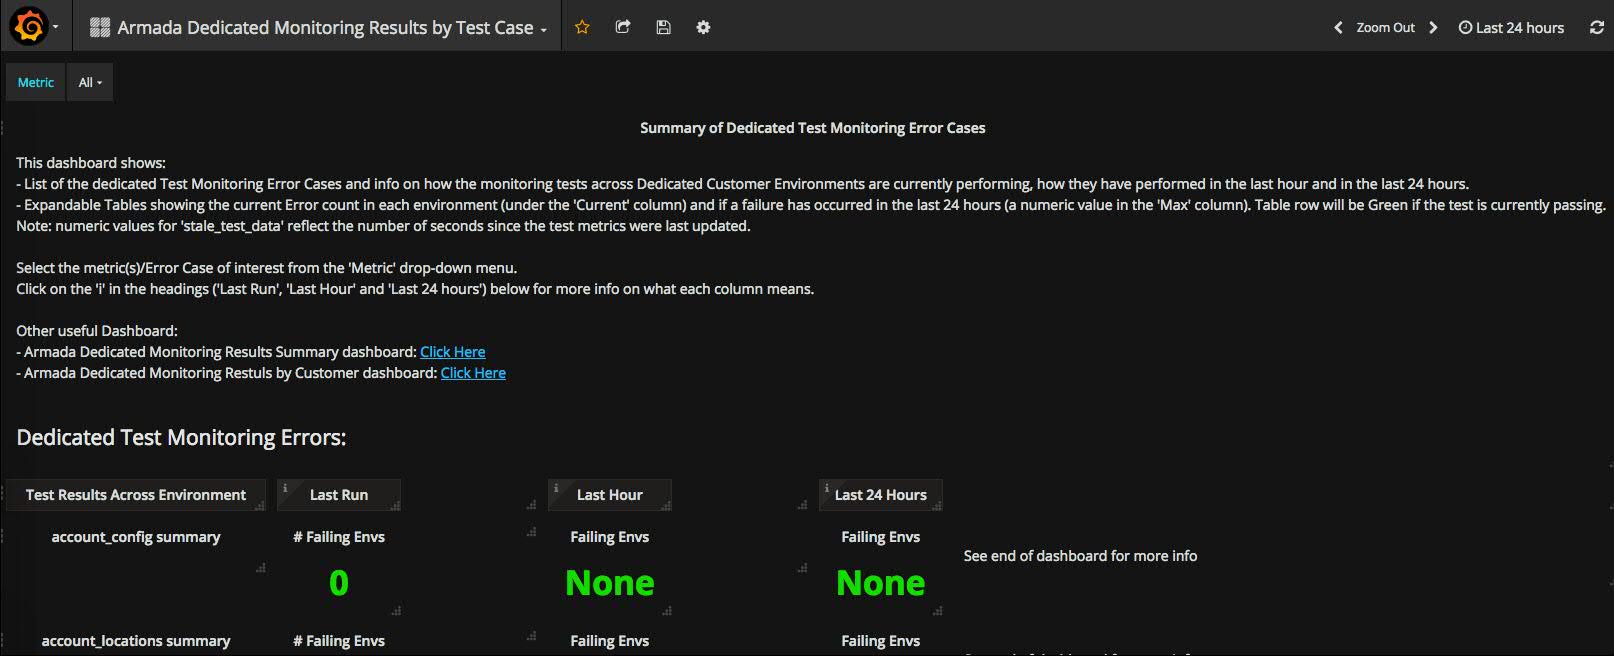 Armada Dedicated Monitoring Results by Test Case
Zoom Out
Last 24 hours
Metric
All
Summary of Dedicated Test Monitoring Error Cases
This dashboard shows:
- List of the dedicated Test Monitoring Error Cases and info on how the monitoring tests across Dedicated Customer Environments are currently performing, how they have performed in the last hour and in the last 24 hours.
- Expandable Tables showing the current Error count in each environment (under the 'Current' column) and if a failure has occurred in the last 24 hours (a numeric value in the 'Max' column). Table row will be Green if the test is currently passing.
Note: numeric values for 'stale_test_data' reflect the number of seconds since the test metrics were last updated.
Select the metric(s)/Error Case of interest from the 'Metric' drop-down menu.
Click on the 'i' in the headings ('Last Run', 'Last Hour' and 'Last 24 hours') below for more info on what each column means.
Other useful Dashboard:
- Armada Dedicated Monitoring Results Summary dashboard: Click Here
- Armada Dedicated Monitoring Restuls by Customer dashboard: Click Here
Dedicated Test Monitoring Errors:
Test Results Across Environment
i Last Run
i Last Hour
i Last 24 Hours
account_config summary
# Failing Envs
Failing Envs
Failing Envs
See end of dashboard for more info
0
None
None
account_locations summary
# Failing Envs
Failing Envs
Failing Envs